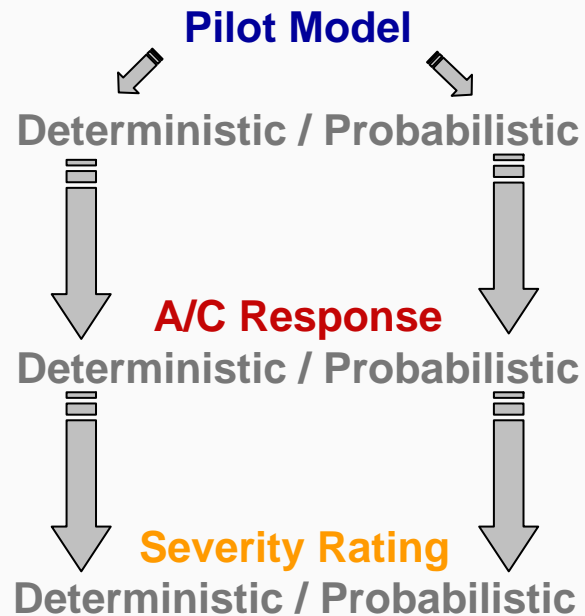 Pilot Model
Deterministic / Probabilistic
A/C Response
Deterministic / Probabilistic
Severity Rating
Deterministic / Probabilistic